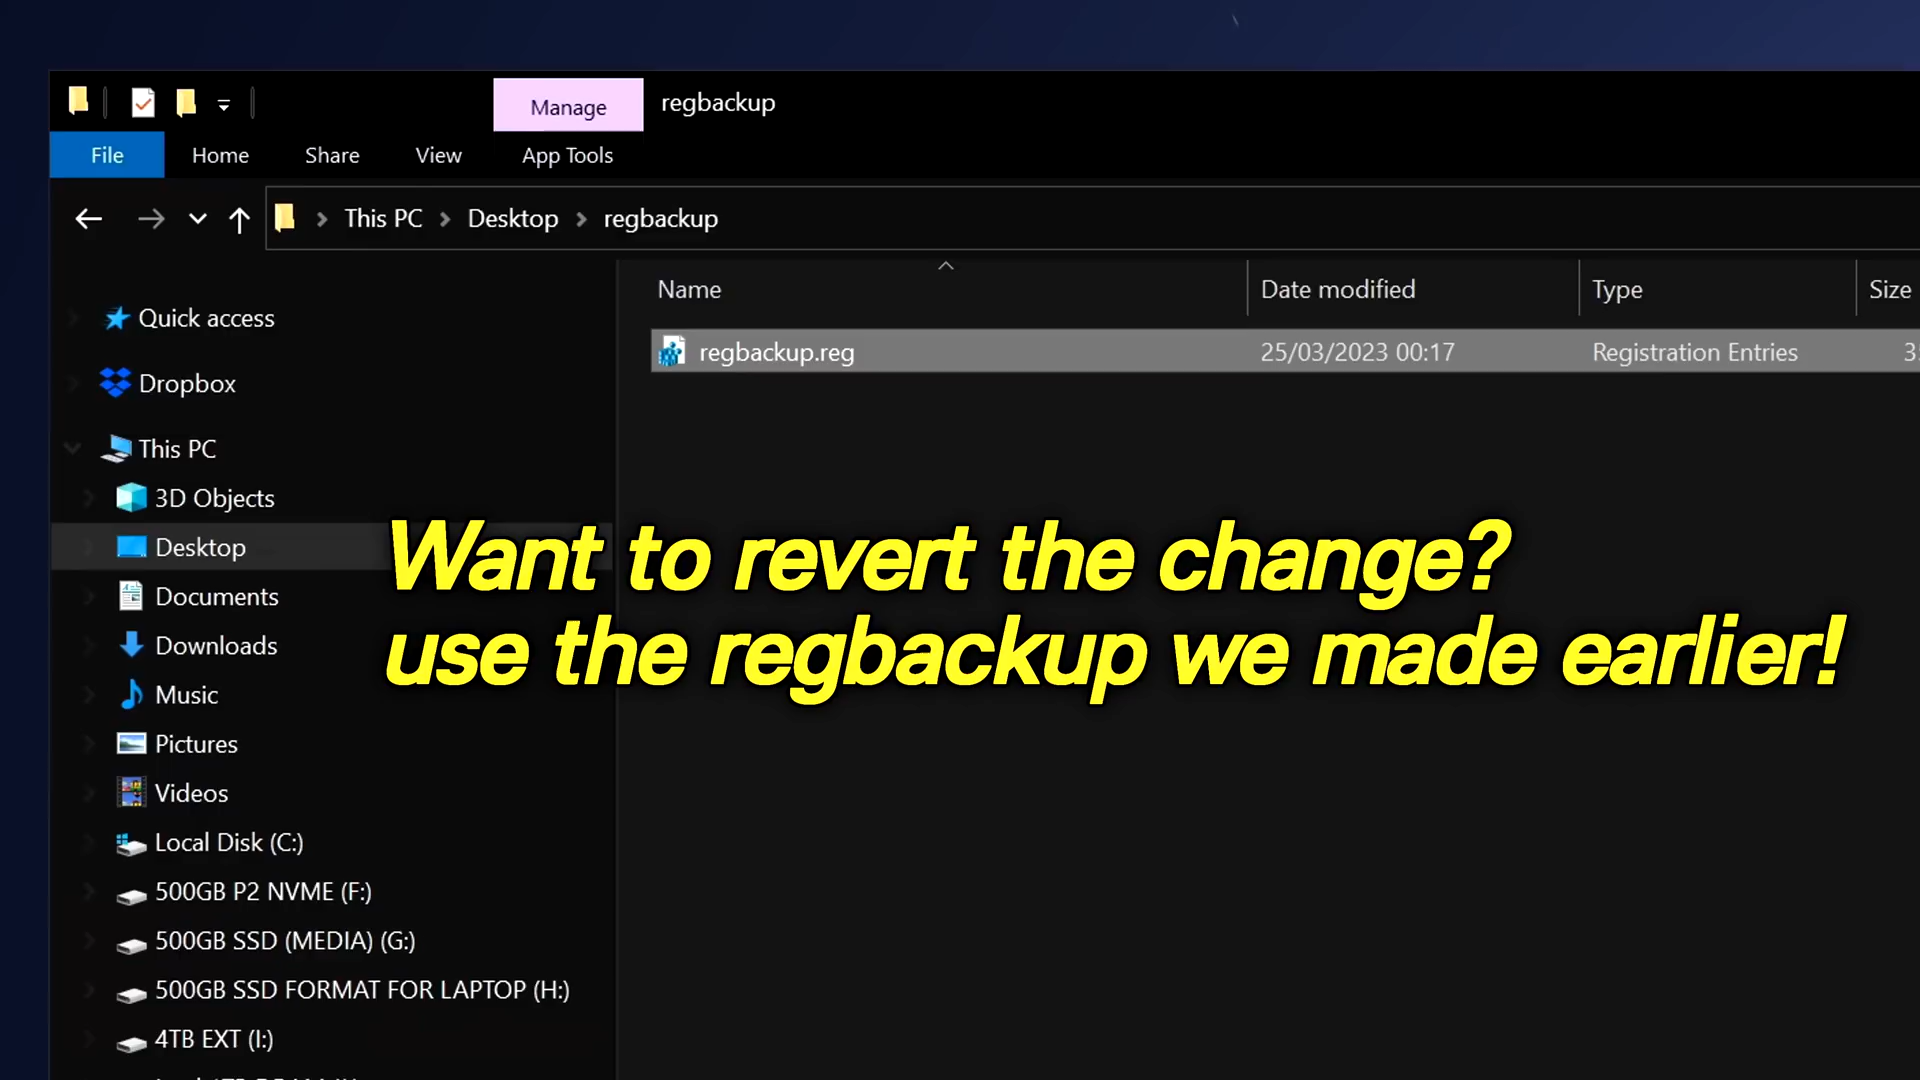 Manage
regbackup
File
Home
Share
View
App Tools
This PC
Desktop
regbackup
Name
Date modified
Type
Size
Quick access
regbackup.reg
25/03/2023 00:17
Registration Entries
Dropbox
This PC
3D Objects
Desktop
Want to revert the change?
Documents
use the regbackup we made earlier!
Downloads
Music
Pictures
Videos
Local Disk (C:)
500GB P2 NVME (F:)
500GB SSD (MEDIA) (G:)
500GB SSD FORMAT FOR LAPTOP (H:)
4TB EXT (I:)